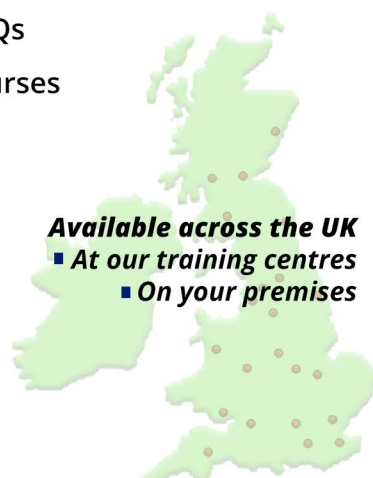 Qs
urses
Available across the UK
▪ At our training centres
▪ On your premises